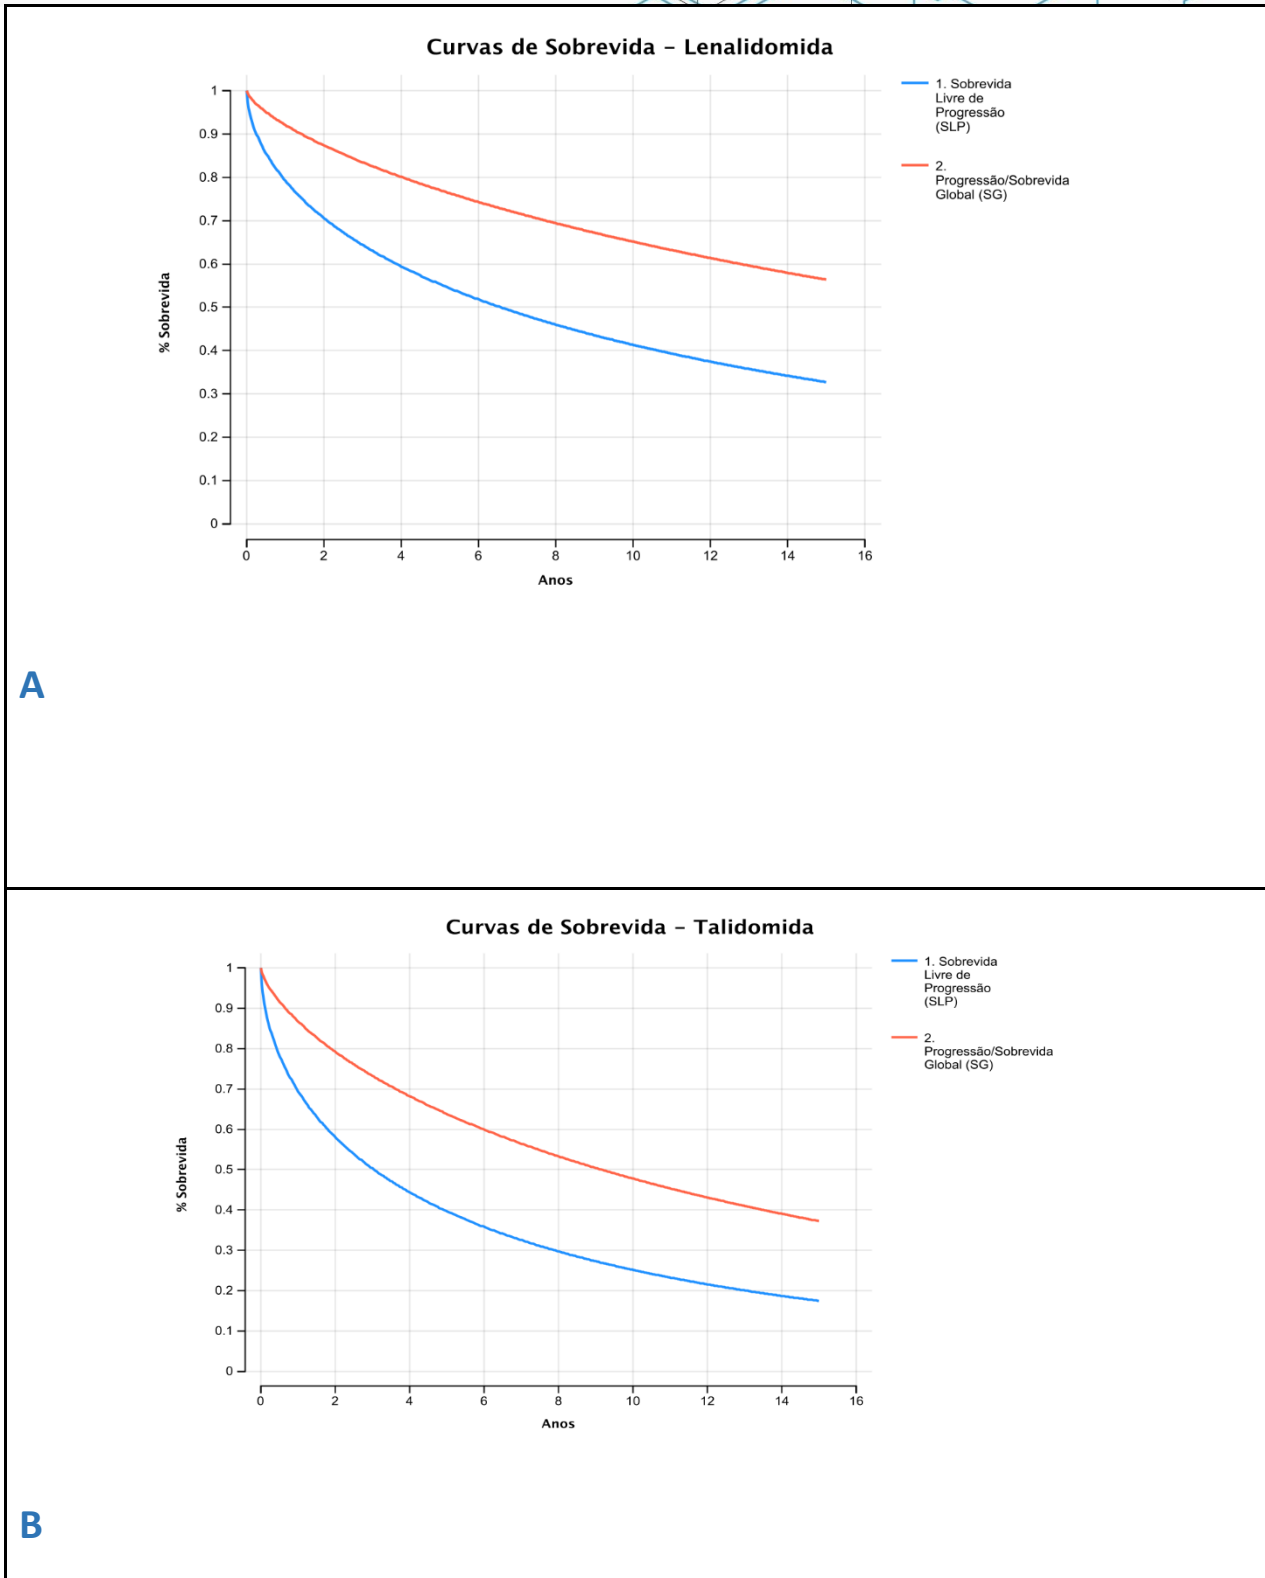 Curvas de Sobrevida – Lenalidomida
1. Sobrevida
Livre de
Progressão
(SLP)
2.
Progressão/Sobrevida
Global (SG)
% Sobrevida
1
0.9
0.8
0.7
0.6
0.5
0.4
0.3
0.2
0.1
0
0 2 4 6 8 10 12 14 16
Anos
A
Curvas de Sobrevida – Talidomida
1. Sobrevida
Livre de
Progressão
(SLP)
2.
Progressão/Sobrevida
Global (SG)
% Sobrevida
1
0.9
0.8
0.7
0.6
0.5
0.4
0.3
0.2
0.1
0
0 2 4 6 8 10 12 14 16
Anos
B